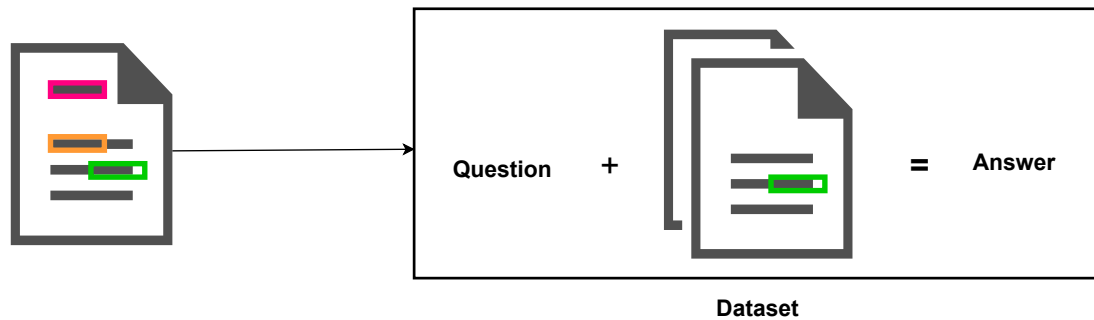 Question + = Answer
Dataset